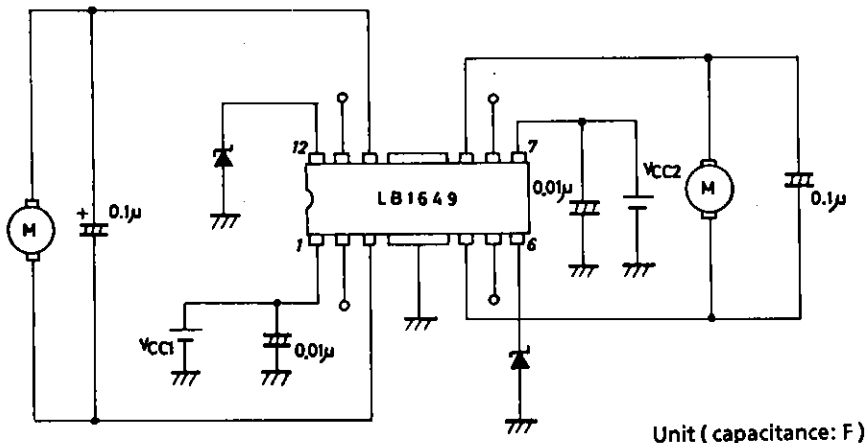 12
7
LB1649
0.01μ
VCC2
M
0.1μ
M
+ 0.1μ
1
6
VCC1
0.01μ
Unit ( capacitance: F )